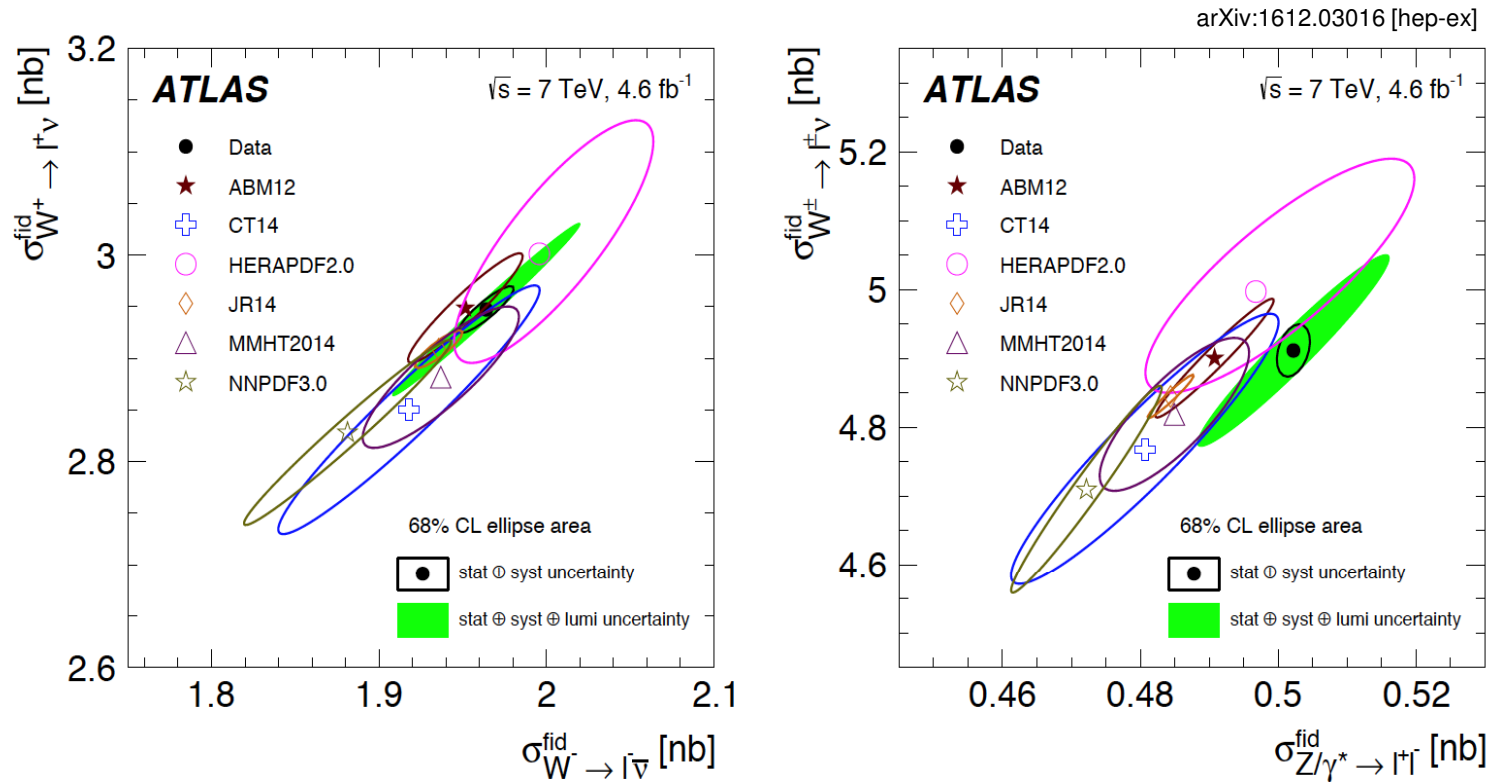 arXiv:1612.03016 [hep-ex]
σ^fid_W⁺ → l⁺ν [nb]
3.2
3
2.8
2.6
ATLAS
√s = 7 TeV, 4.6 fb⁻¹
Data
ABM12
CT14
HERAPDF2.0
JR14
MMHT2014
NNPDF3.0
68% CL ellipse area
stat ⦶ syst uncertainty
stat ⊕ syst ⊕ lumi uncertainty
1.8 1.9 2 2.1
σ^fid_W⁻ → l⁻ν̅ [nb]
σ^fid_W± → l±ν [nb]
5.2
5
4.8
4.6
ATLAS
√s = 7 TeV, 4.6 fb⁻¹
Data
ABM12
CT14
HERAPDF2.0
JR14
MMHT2014
NNPDF3.0
68% CL ellipse area
stat ⦶ syst uncertainty
stat ⊕ syst ⊕ lumi uncertainty
0.46 0.48 0.5 0.52
σ^fid_Z/γ* → l⁺l⁻ [nb]